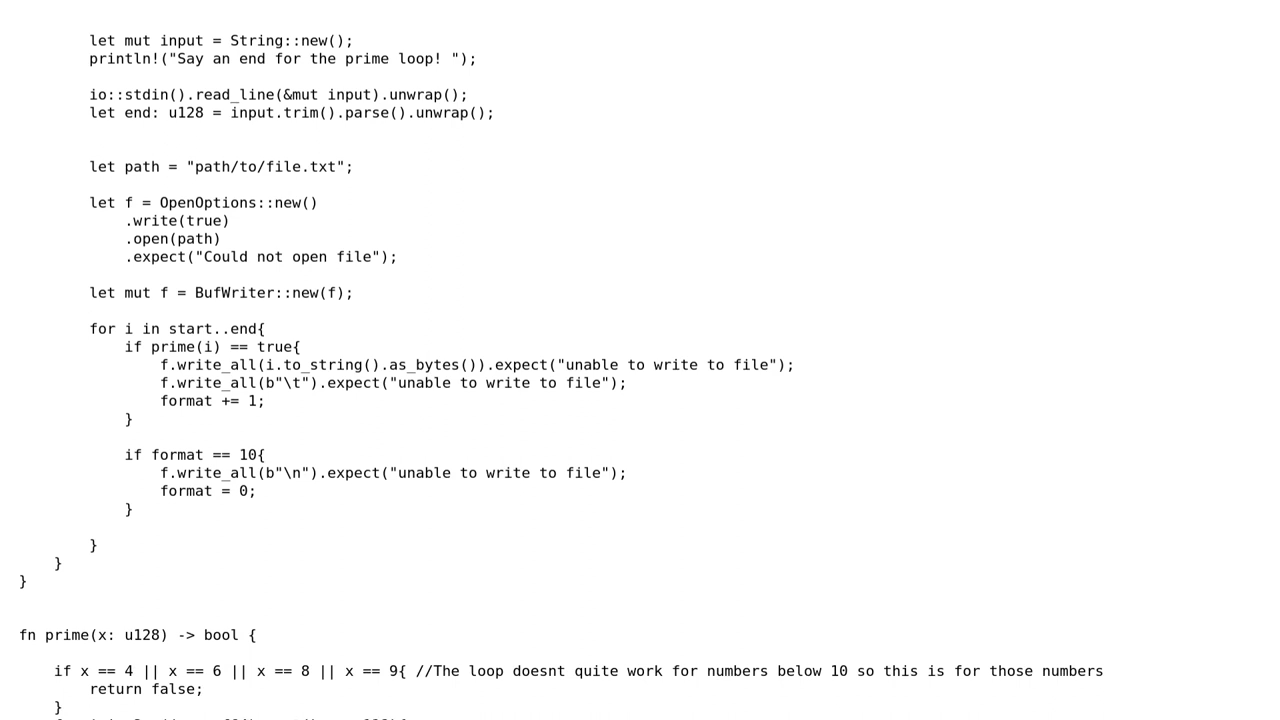 let mut input = String::new();
println!("Say an end for the prime loop! ");
io::stdin().read_line(&mut input).unwrap();
let end: u128 = input.trim().parse().unwrap();
let path = "path/to/file.txt";
let f = OpenOptions::new()
.write(true)
.open(path)
.expect("Could not open file");
let mut f = BufWriter::new(f);
for i in start..end{
if prime(i) == true{
f.write_all(i.to_string().as_bytes()).expect("unable to write to file");
f.write_all(b"\t").expect("unable to write to file");
format += 1;
}
if format == 10{
f.write_all(b"\n").expect("unable to write to file");
format = 0;
}
}
}
}
fn prime(x: u128) -> bool {
if x == 4 || x == 6 || x == 8 || x == 9{ //The loop doesnt quite work for numbers below 10 so this is for those numbers
return false;
}